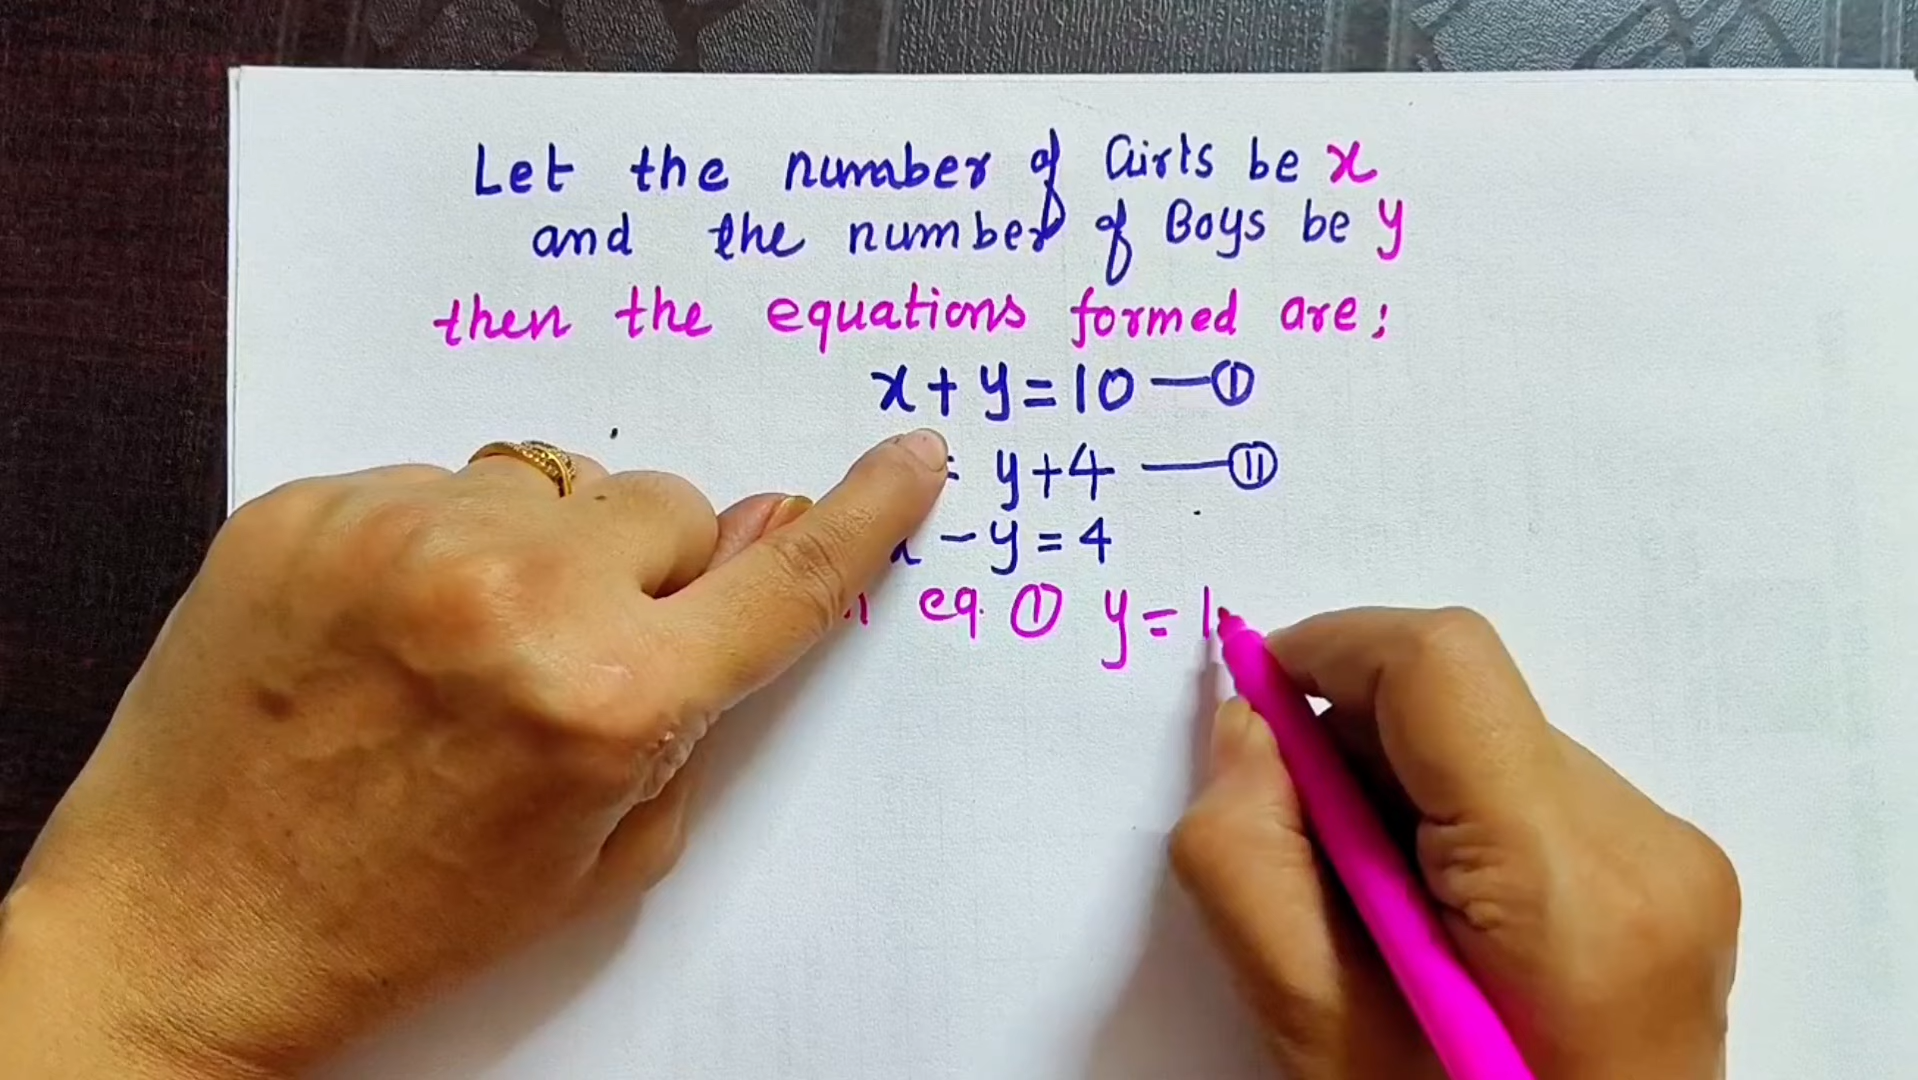 Let the number of Girls be x
and the number of Boys be y
then the equations formed are;
x + y = 10 — ①
= y + 4 — ⑪
x - y = 4
eq. ① y = 1